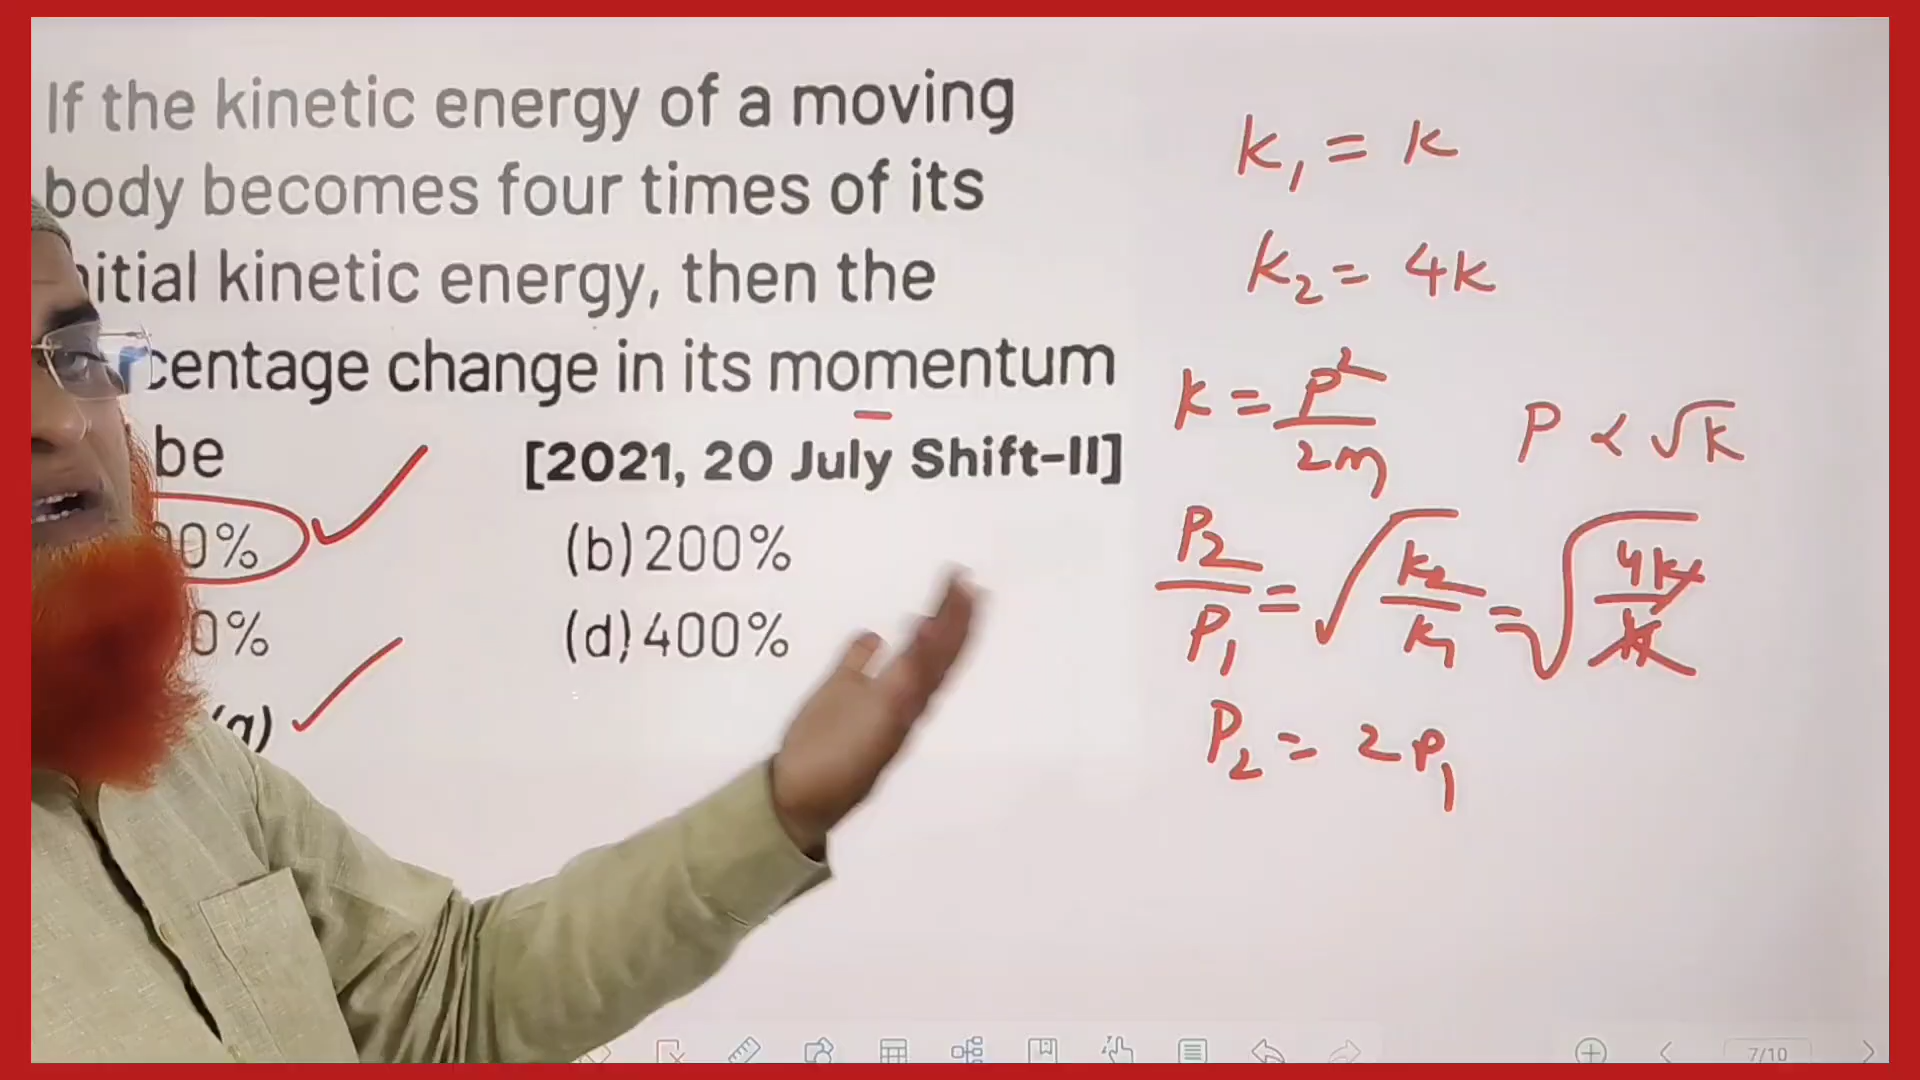 If the kinetic energy of a moving
body becomes four times of its
itial kinetic energy, then the
centage change in its momentum
be [2021, 20 July Shift-II]
0% (b) 200%
0% (d) 400%
(a)
K₁ = K
K₂ = 4K
K = P²/2m P ∝ √K
P₂/P₁ = √K₂/K₁ = √4K/K
P₂ = 2P₁
7/10